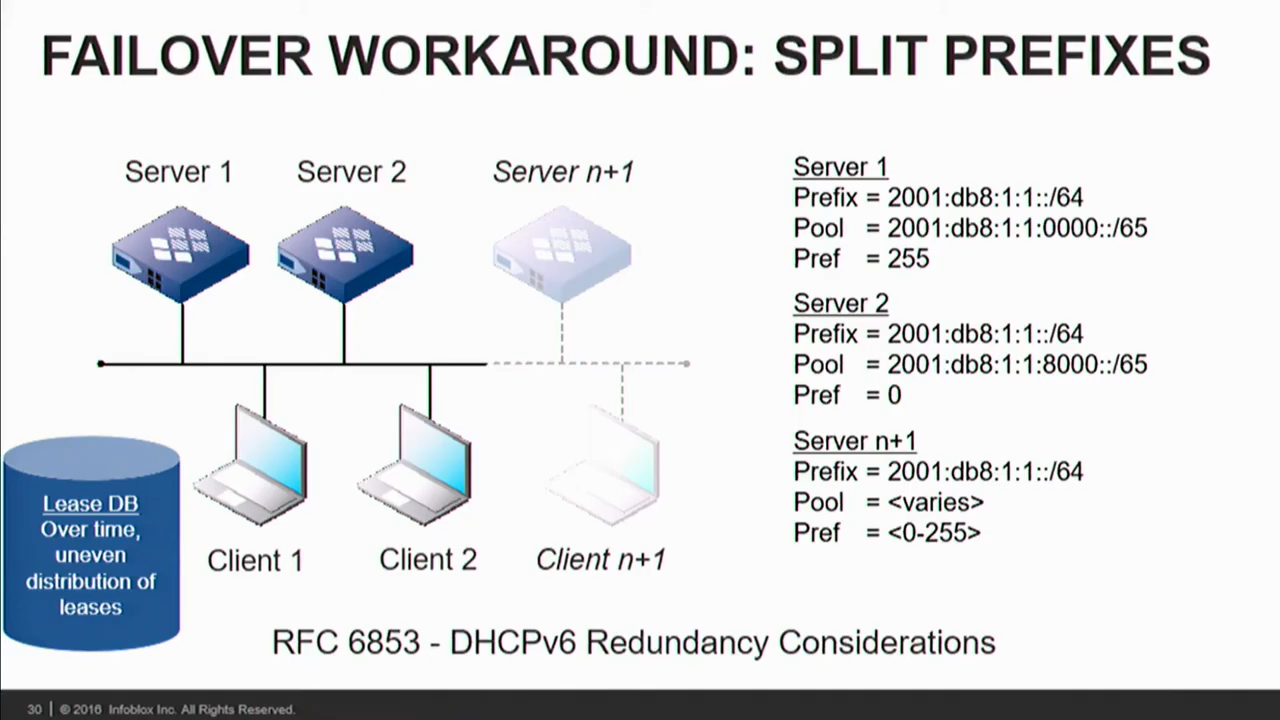 FAILOVER WORKAROUND: SPLIT PREFIXES
Server 1
Server 2
Server n+1
Server 1
Prefix = 2001:db8:1:1::/64
Pool = 2001:db8:1:1:0000::/65
Pref = 255
Server 2
Prefix = 2001:db8:1:1::/64
Pool = 2001:db8:1:1:8000::/65
Pref = 0
Server n+1
Prefix = 2001:db8:1:1::/64
Pool = <varies>
Pref = <0-255>
Lease DB
Over time,
uneven
distribution of
leases
Client 1
Client 2
Client n+1
RFC 6853 - DHCPv6 Redundancy Considerations
30 | © 2016 Infoblox Inc. All Rights Reserved.